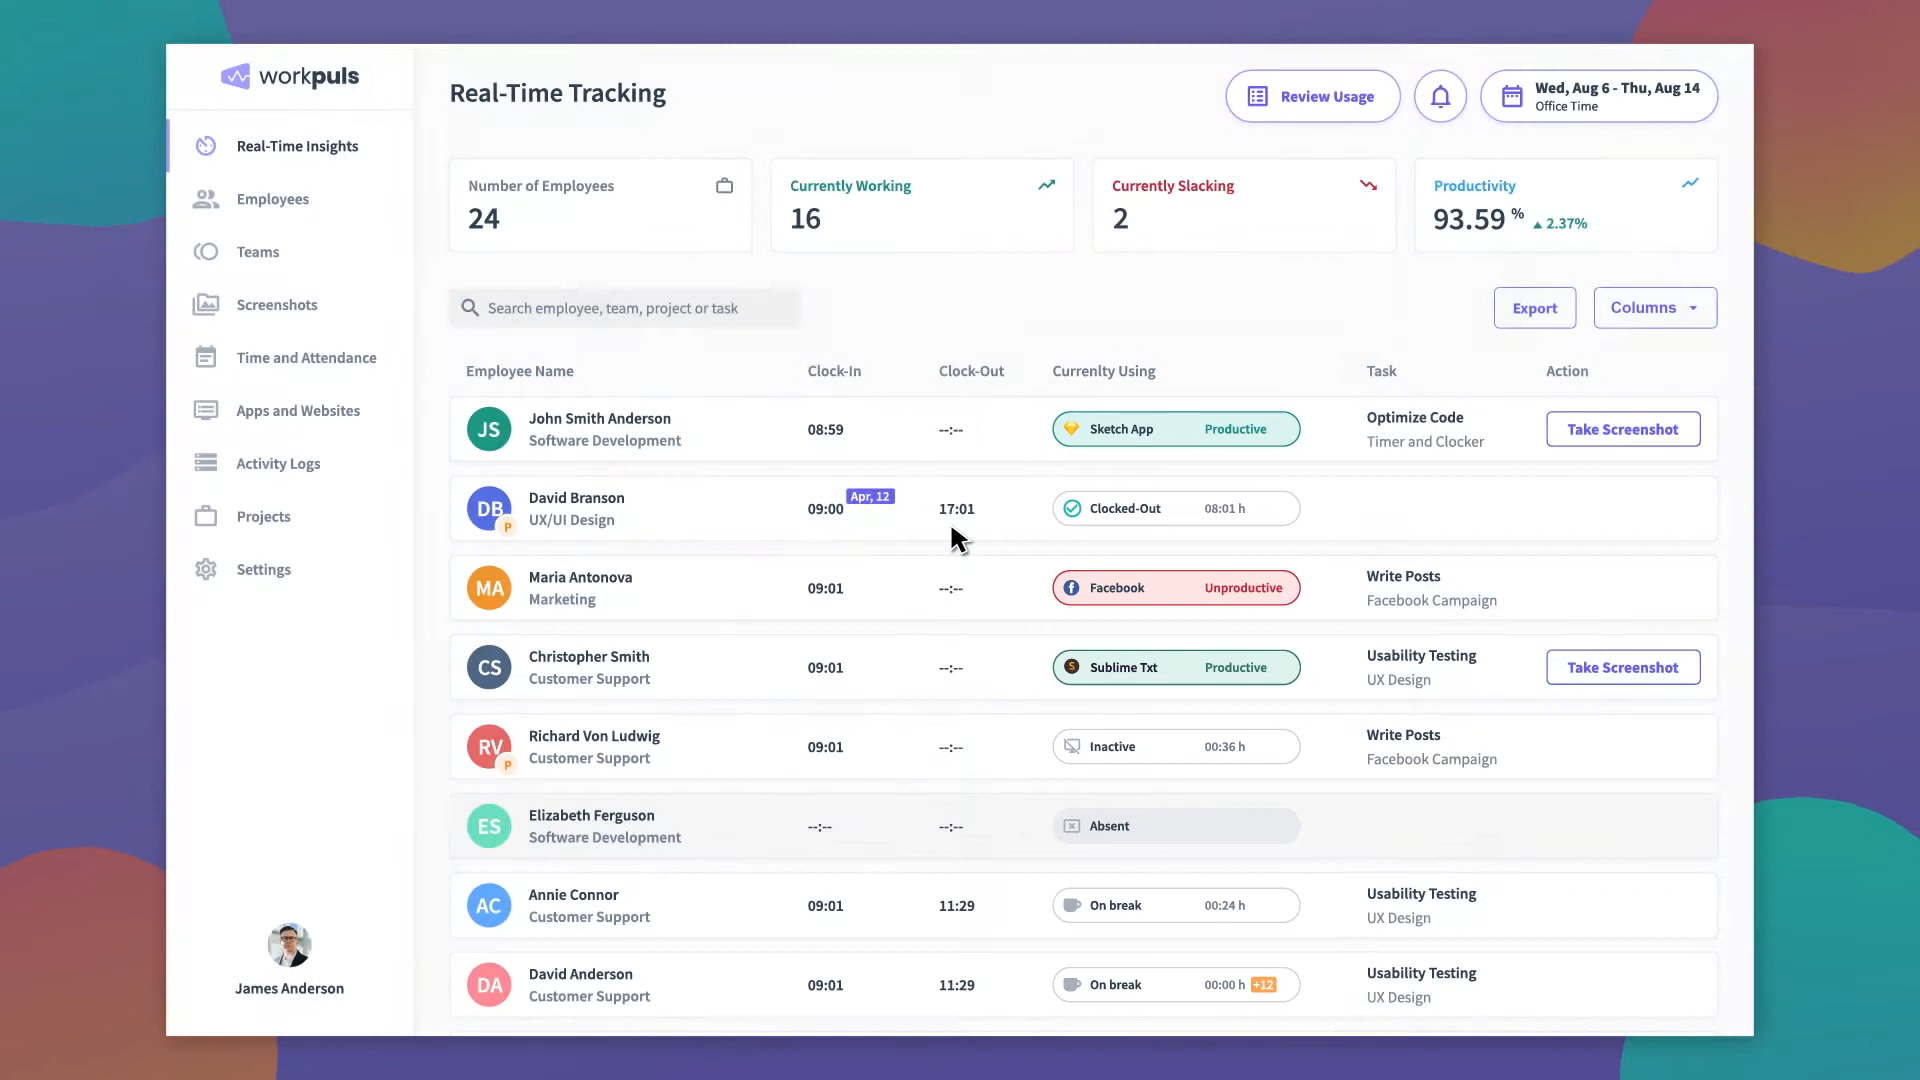 workpuls
Real-Time Insights
Employees
Teams
Screenshots
Time and Attendance
Apps and Websites
Activity Logs
Projects
Settings
James Anderson
Real-Time Tracking
Review Usage
Wed, Aug 6 - Thu, Aug 14
Office Time
Number of Employees
24
Currently Working
16
Currently Slacking
2
Productivity
93.59 % 2.37%
Search employee, team, project or task
Export
Columns
Employee Name Clock-In Clock-Out Currenlty Using Task Action
JS John Smith Anderson 08:59 --:-- Sketch App Productive Optimize Code Take Screenshot
Software Development Timer and Clocker
DB P David Branson 09:00 Apr, 12 17:01 Clocked-Out 08:01 h
UX/UI Design
MA Maria Antonova 09:01 --:-- Facebook Unproductive Write Posts
Marketing Facebook Campaign
CS Christopher Smith 09:01 --:-- S Sublime Txt Productive Usability Testing Take Screenshot
Customer Support UX Design
RV P Richard Von Ludwig 09:01 --:-- Inactive 00:36 h Write Posts
Customer Support Facebook Campaign
ES Elizabeth Ferguson --:-- --:-- Absent
Software Development
AC Annie Connor 09:01 11:29 On break 00:24 h Usability Testing
Customer Support UX Design
DA David Anderson 09:01 11:29 On break 00:00 h +12 Usability Testing
Customer Support UX Design